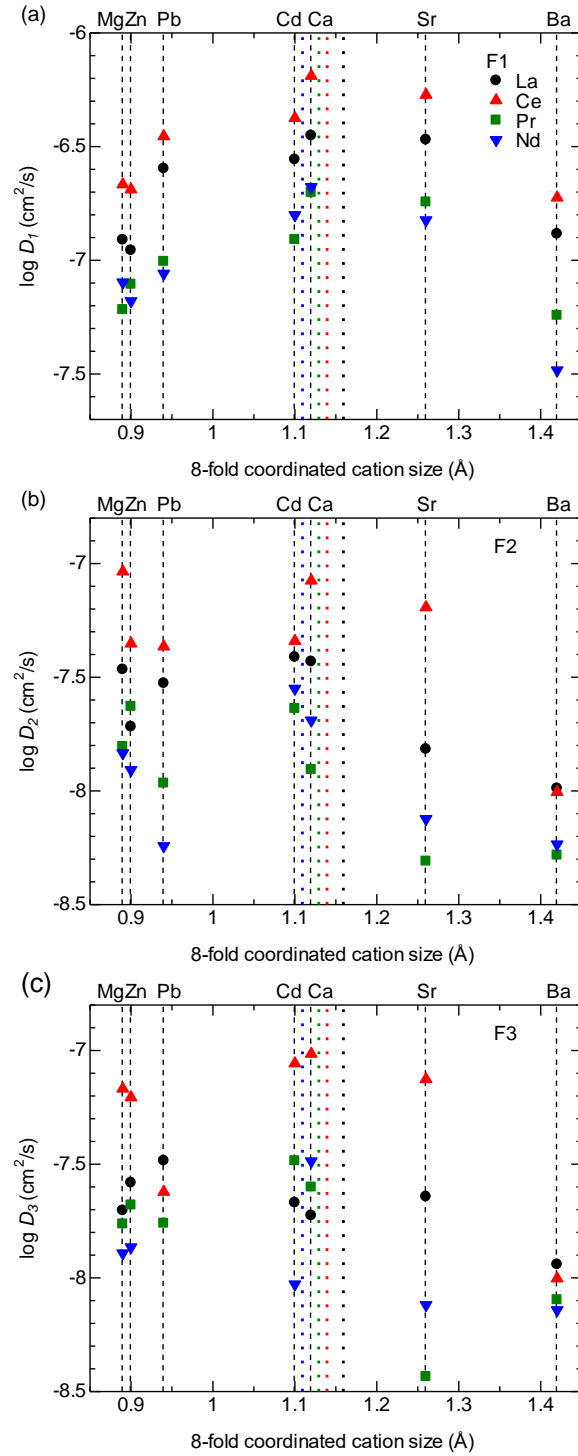 (a)
Mg Zn Pb Cd Ca Sr Ba
-6
F1
La
Ce
Pr
Nd
-6.5
log D1 (cm²/s)
-7
-7.5
0.9 1 1.1 1.2 1.3 1.4
8-fold coordinated cation size (Å)
(b)
Mg Zn Pb Cd Ca Sr Ba
F2
-7
-7.5
log D2 (cm²/s)
-8
-8.5
0.9 1 1.1 1.2 1.3 1.4
8-fold coordinated cation size (Å)
(c)
Mg Zn Pb Cd Ca Sr Ba
F3
-7
-7.5
log D3 (cm²/s)
-8
-8.5
0.9 1 1.1 1.2 1.3 1.4
8-fold coordinated cation size (Å)